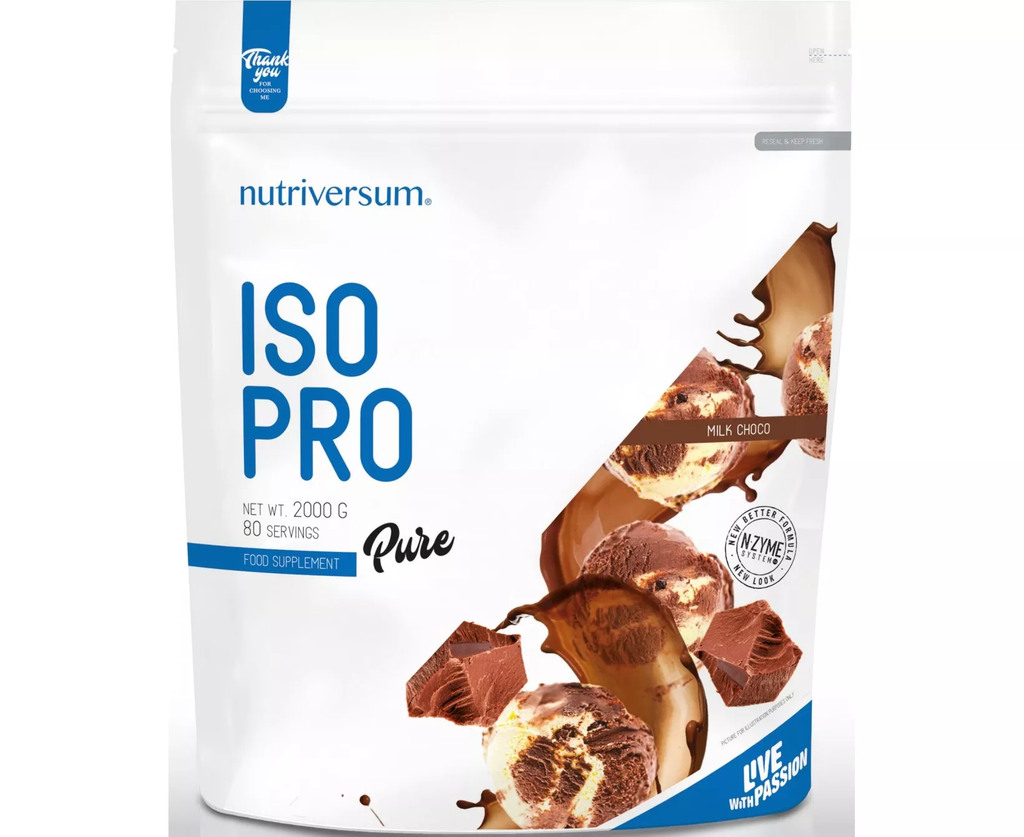 Thank
you
FOR
CHOOSING
ME
OPEN
HERE
RESEAL & KEEP FRESH
nutriversum®
ISO
PRO
NET WT. 2000 G
80 SERVINGS
FOOD SUPPLEMENT
Pure
MILK CHOCO
NEW BETTER FORMULA
N-ZYME
SYSTEM
NEW LOOK
PICTURE FOR ILLUSTRATION PURPOSES ONLY
LIVE
WITH PASSION